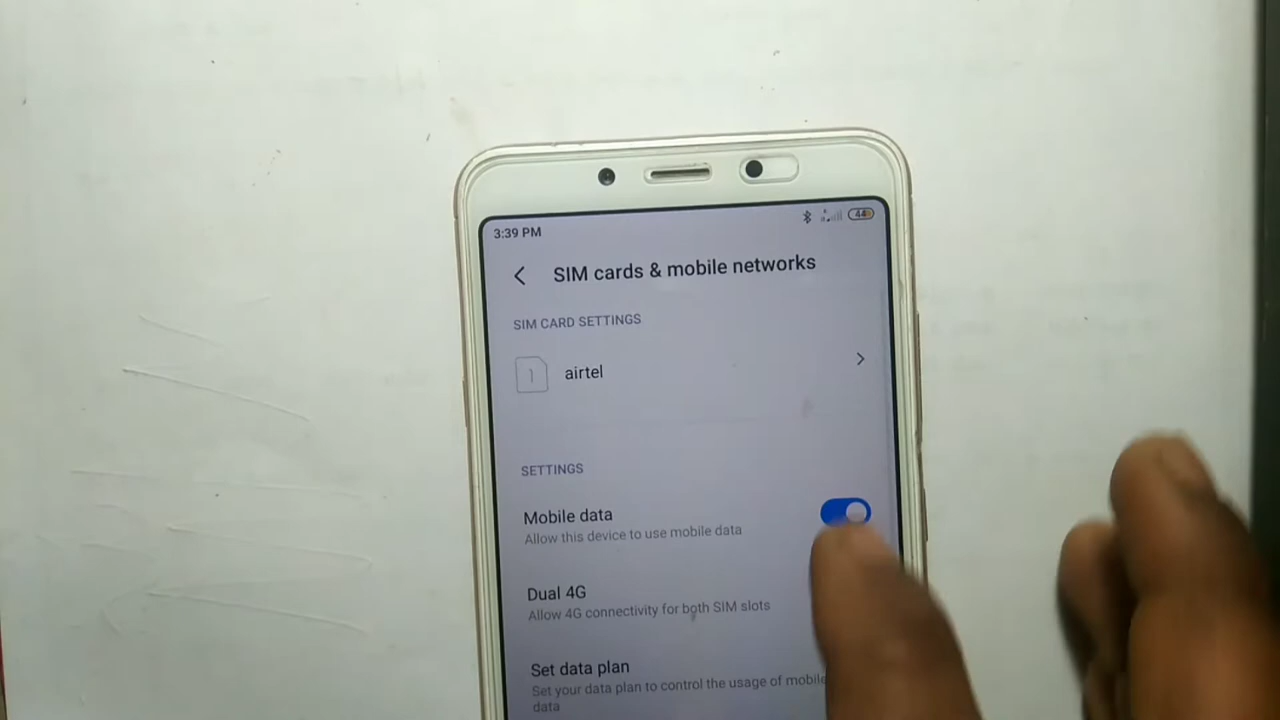 3:39 PM
44
SIM cards & mobile networks
SIM CARD SETTINGS
1
airtel
SETTINGS
Mobile data
Allow this device to use mobile data
Dual 4G
Allow 4G connectivity for both SIM slots
Set data plan
Set your data plan to control the usage of mobile
data